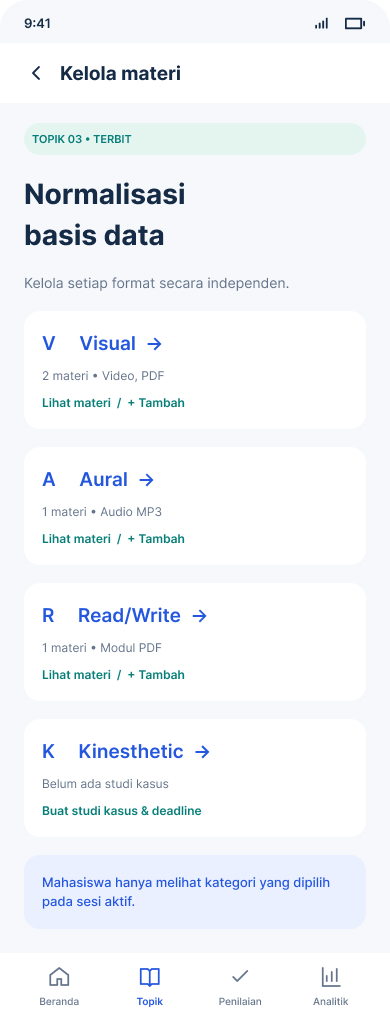 9:41
Kelola materi
TOPIK 03 • TERBIT
Normalisasi
basis data
Kelola setiap format secara independen.
V Visual →
2 materi • Video, PDF
Lihat materi / + Tambah
A Aural →
1 materi • Audio MP3
Lihat materi / + Tambah
R Read/Write →
1 materi • Modul PDF
Lihat materi / + Tambah
K Kinesthetic →
Belum ada studi kasus
Buat studi kasus & deadline
Mahasiswa hanya melihat kategori yang dipilih
pada sesi aktif.
Beranda Topik Penilaian Analitik